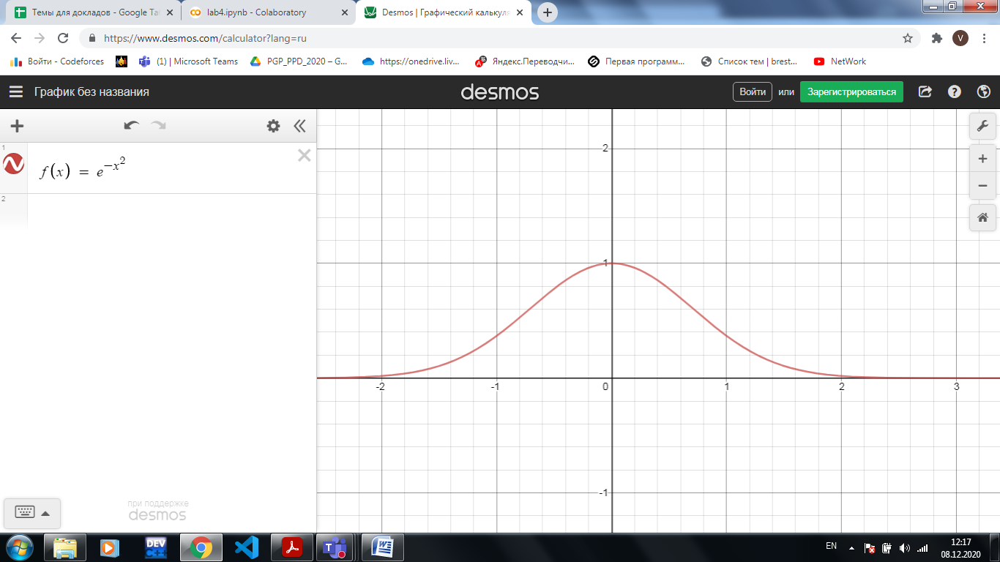 Темы для докладов - Google Таб
lab4.ipynb - Colaboratory
Desmos | Графический калькуля
https://www.desmos.com/calculator?lang=ru
V
Войти - Codeforces
(1) | Microsoft Teams
PGP_PPD_2020 – G...
https://onedrive.liv...
Яндекс.Переводчи...
Первая программ...
Список тем | brest...
NetWork
График без названия
desmos
Войти
или
Зарегистрироваться
1
f(x) = e^{-x^2}
2
2
1
-2 -1 0 1 2 3
-1
при поддержке
desmos
DEV
C++
EN
12:17
08.12.2020